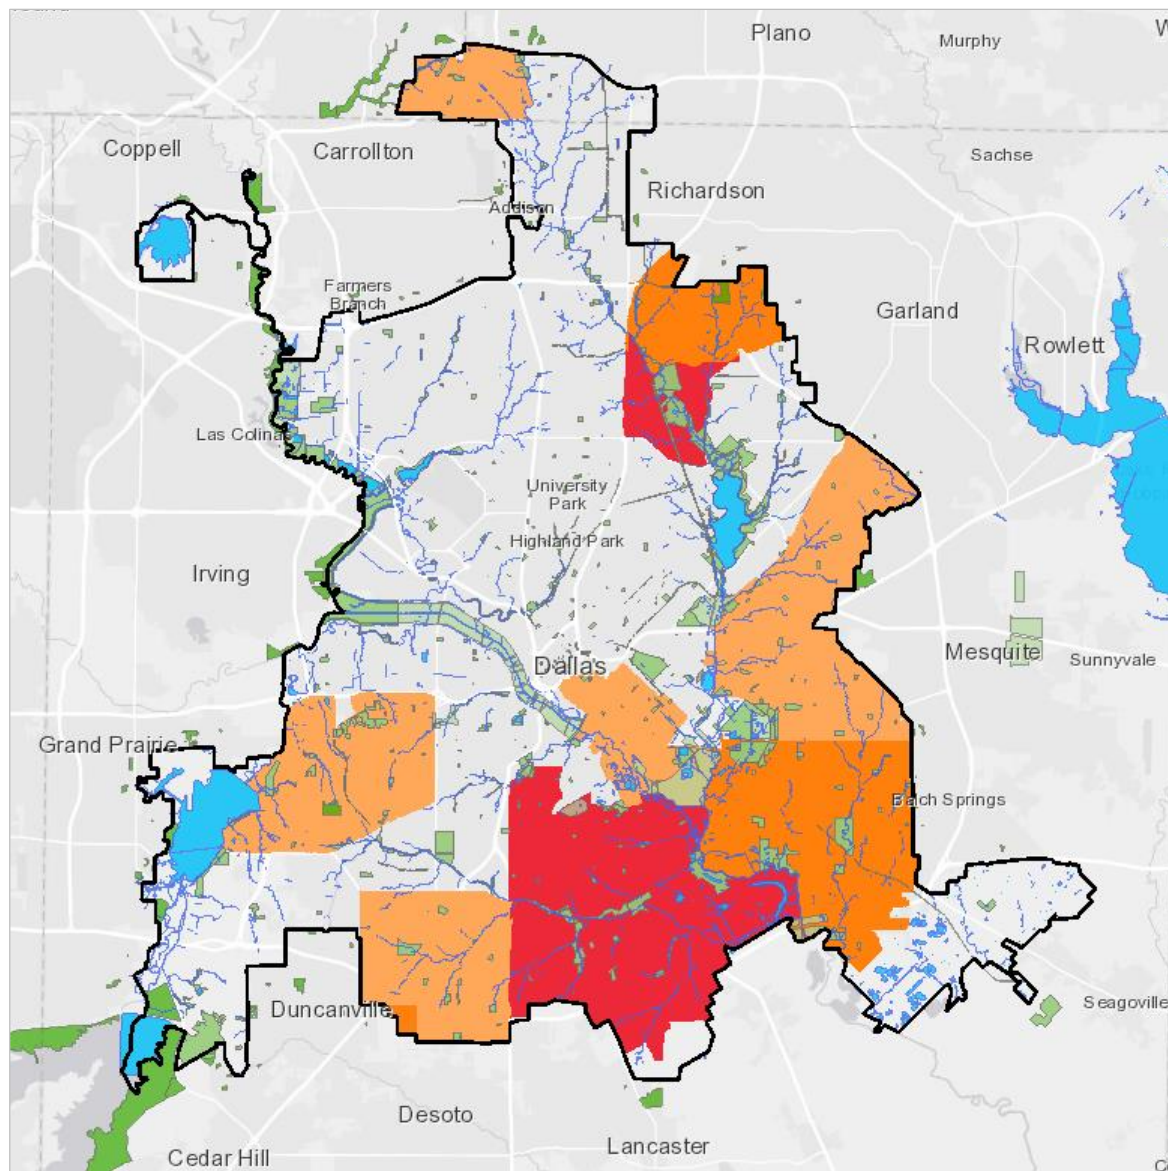 Plano
Murphy
Coppell
Carrollton
Sachse
Richardson
Addison
Farmers
Branch
Garland
Rowlett
Las Colinas
University
Park
Highland Park
Irving
Dallas
Mesquite
Sunnyvale
Grand Prairie
Balch Springs
Duncanville
Seagoville
Desoto
Lancaster
Cedar Hill